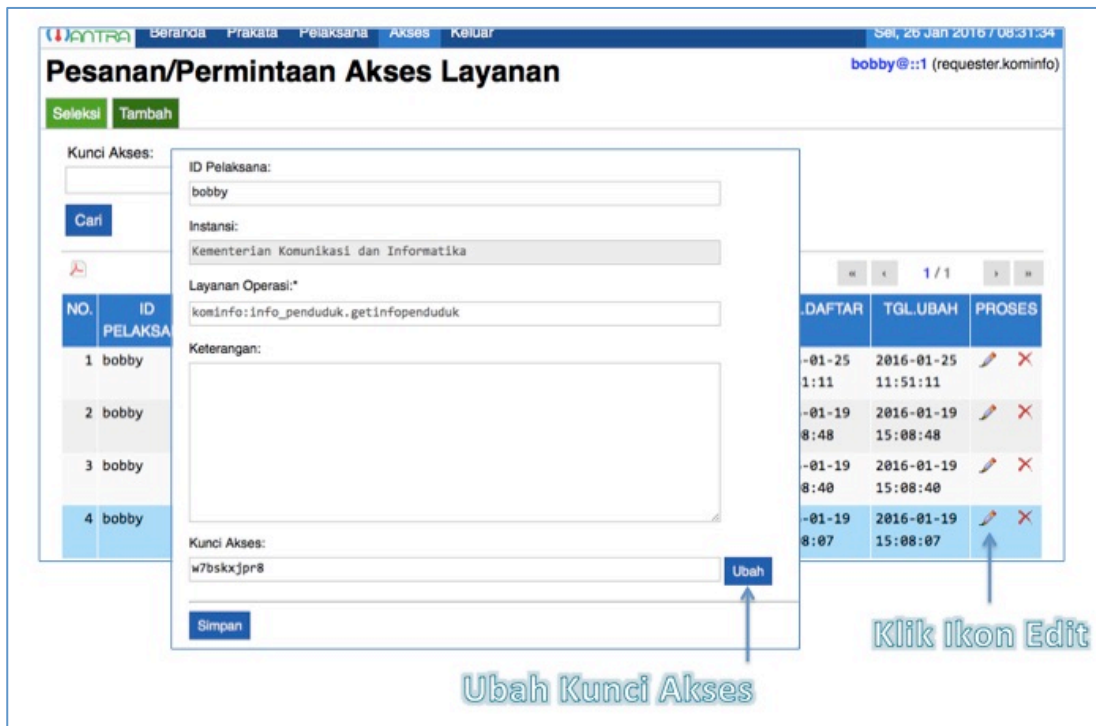 MANTRA Beranda Prakata Pelaksana Akses Keluar Sel, 26 Jan 2016 / 08:31:34
Pesanan/Permintaan Akses Layanan
bobby@::1 (requester.kominfo)
Seleksi Tambah
Kunci Akses:
Cari
ID Pelaksana:
bobby
Instansi:
Kementerian Komunikasi dan Informatika
Layanan Operasi:*
kominfo:info_penduduk.getinfopenduduk
Keterangan:
Kunci Akses:
w7bskxjpr8
Ubah
Simpan
« ‹ 1 / 1 › »
NO. ID PELAKSA .DAFTAR TGL.UBAH PROSES
1 bobby -01-25 2016-01-25
1:11 11:51:11
2 bobby -01-19 2016-01-19
8:48 15:08:48
3 bobby -01-19 2016-01-19
8:40 15:08:40
4 bobby -01-19 2016-01-19
8:07 15:08:07
Klik Ikon Edit
Ubah Kunci Akses